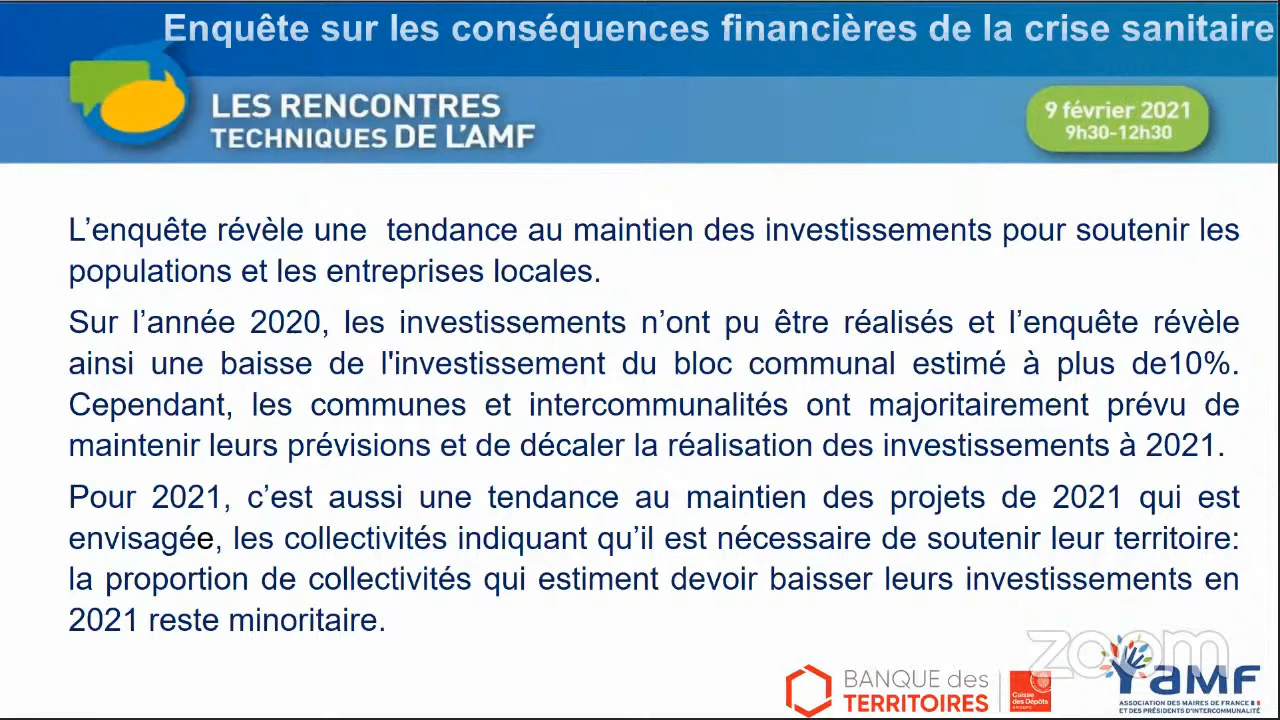 Enquête sur les conséquences financières de la crise sanitaire
LES RENCONTRES
TECHNIQUES DE L'AMF
9 février 2021
9h30-12h30
L’enquête révèle une  tendance au maintien des investissements pour soutenir les
populations et les entreprises locales.
Sur l’année 2020, les investissements n’ont pu être réalisés et l’enquête révèle
ainsi une baisse de l'investissement du bloc communal estimé à plus de10%.
Cependant, les communes et intercommunalités ont majoritairement prévu de
maintenir leurs prévisions et de décaler la réalisation des investissements à 2021.
Pour 2021, c’est aussi une tendance au maintien des projets de 2021 qui est
envisagée, les collectivités indiquant qu’il est nécessaire de soutenir leur territoire:
la proportion de collectivités qui estiment devoir baisser leurs investissements en
2021 reste minoritaire.
zoom
BANQUE des
TERRITOIRES
Caisse
des Dépôts
GROUPE
AMF
ASSOCIATION DES MAIRES DE FRANCE
ET DES PRÉSIDENTS D'INTERCOMMUNALITÉ